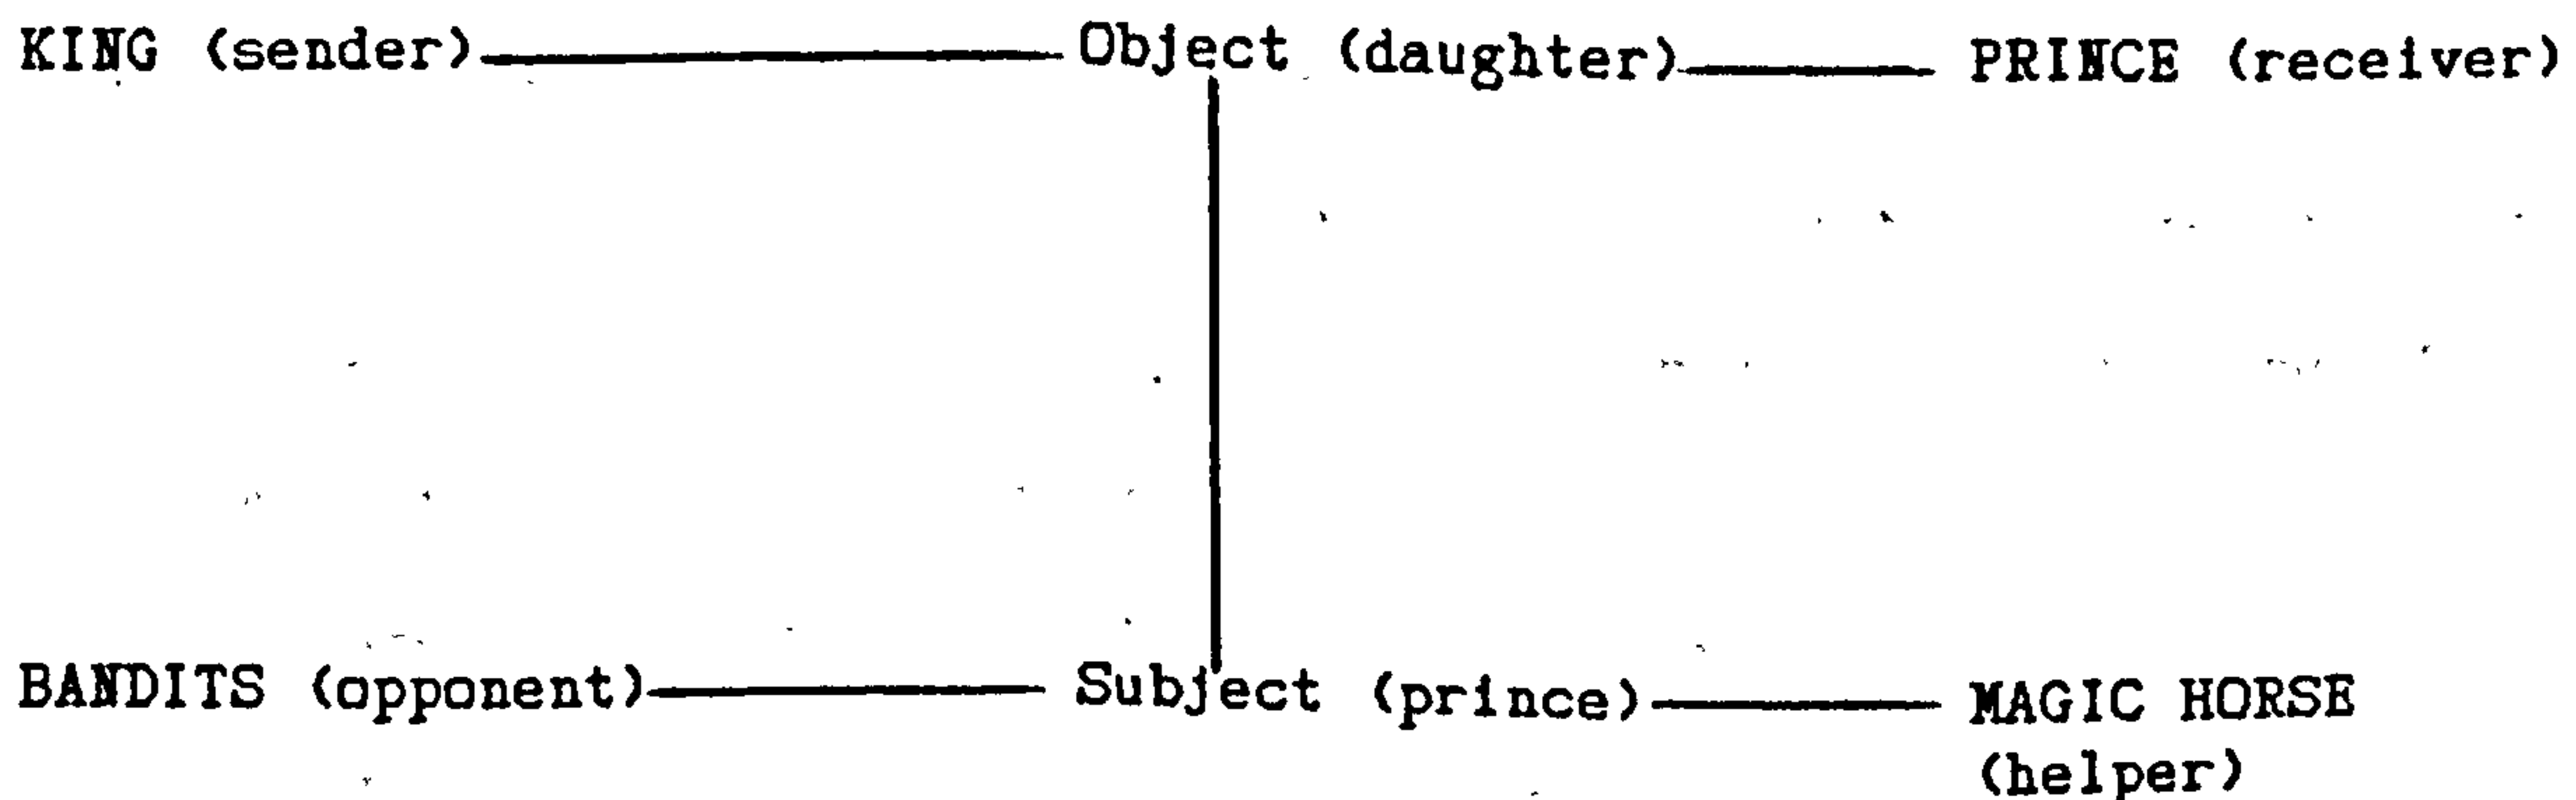 KING (sender) Object (daughter) PRINCE (receiver)
BANDITS (opponent) Subject (prince) MAGIC HORSE
(helper)